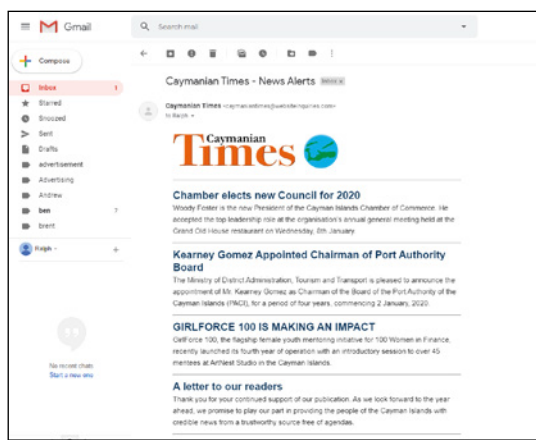 Gmail
Search mail
Compose
Inbox 1
Starred
Snoozed
Sent
Drafts
advertisement
Advertising
Andrew
ben 7
brent
Ralph
No recent chats
Start a new one
Caymanian Times - News Alerts Inbox x
Caymanian Times
to Ralph
Caymanian
Times
Chamber elects new Council for 2020
Woody Foster is the new President of the Cayman Islands Chamber of Commerce. He
accepted the top leadership role at the organisation's annual general meeting held at the
Grand Old House restaurant on Wednesday, 8th January.
Kearney Gomez Appointed Chairman of Port Authority
Board
The Ministry of District Administration, Tourism and Transport is pleased to announce the
appointment of Mr. Kearney Gomez as Chairman of the Board of the Port Authority of the
Cayman Islands (PACI), for a period of four years, commencing 2 January, 2020.
GIRLFORCE 100 IS MAKING AN IMPACT
GirlForce 100, the flagship female youth mentoring initiative for 100 Women in Finance,
recently launched its fourth year of operation with an introductory session to over 45
mentees at ArtNest Studio in the Cayman Islands.
A letter to our readers
Thank you for your continued support of our publication. As we look forward to the year
ahead, we promise to play our part in providing the people of the Cayman Islands with
credible news from a trustworthy source free of agendas.